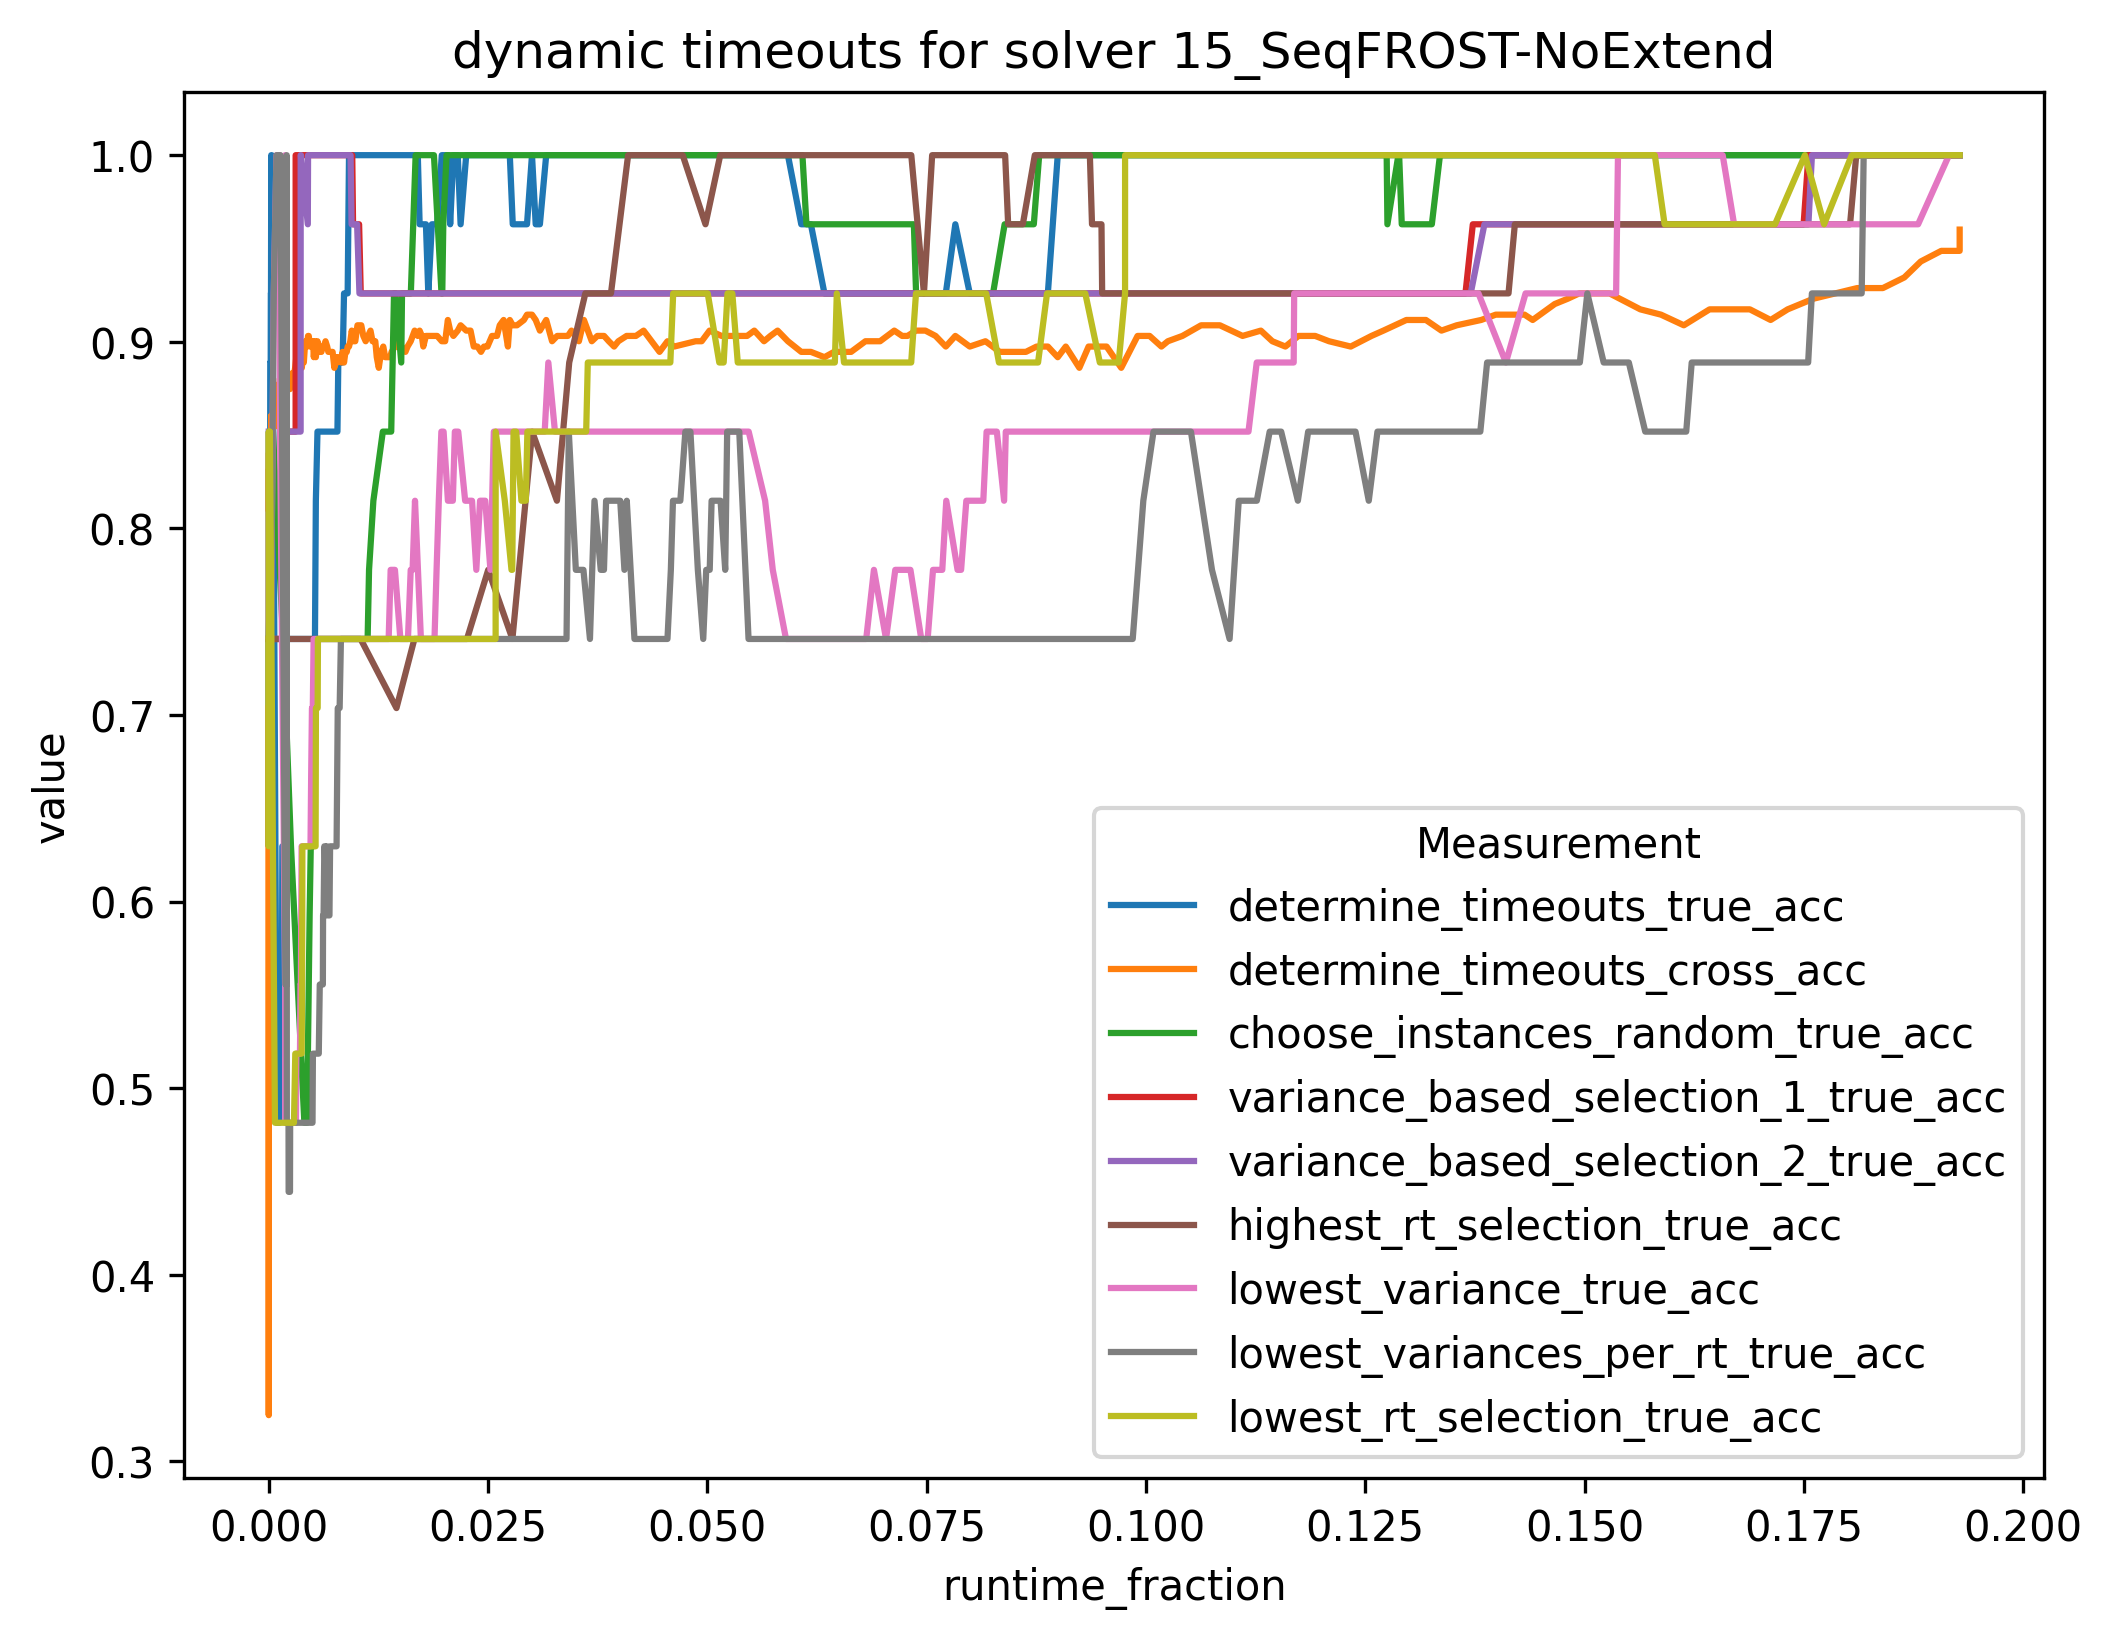 dynamic timeouts for solver 15_SeqFROST-NoExtend
1.0
0.9
0.8
0.7
0.6
0.5
0.4
0.3
value
0.000 0.025 0.050 0.075 0.100 0.125 0.150 0.175 0.200
runtime_fraction
Measurement
determine_timeouts_true_acc
determine_timeouts_cross_acc
choose_instances_random_true_acc
variance_based_selection_1_true_acc
variance_based_selection_2_true_acc
highest_rt_selection_true_acc
lowest_variance_true_acc
lowest_variances_per_rt_true_acc
lowest_rt_selection_true_acc